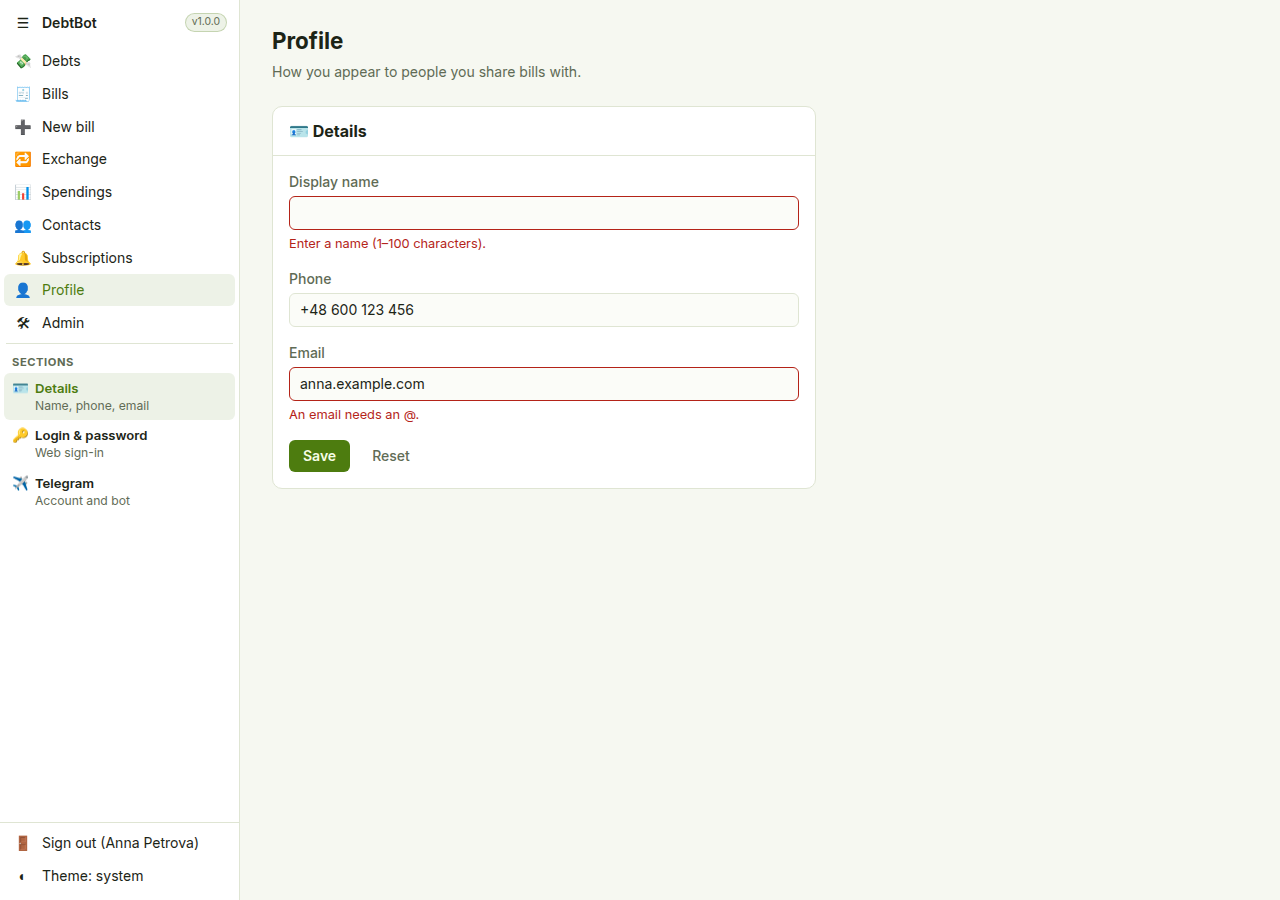 DebtBot
v1.0.0
Debts
Bills
New bill
Exchange
Spendings
Contacts
Subscriptions
Profile
Admin
SECTIONS
Details
Name, phone, email
Login & password
Web sign-in
Telegram
Account and bot
Sign out (Anna Petrova)
Theme: system
Profile
How you appear to people you share bills with.
Details
Display name
Enter a name (1–100 characters).
Phone
+48 600 123 456
Email
anna.example.com
An email needs an @.
Save
Reset